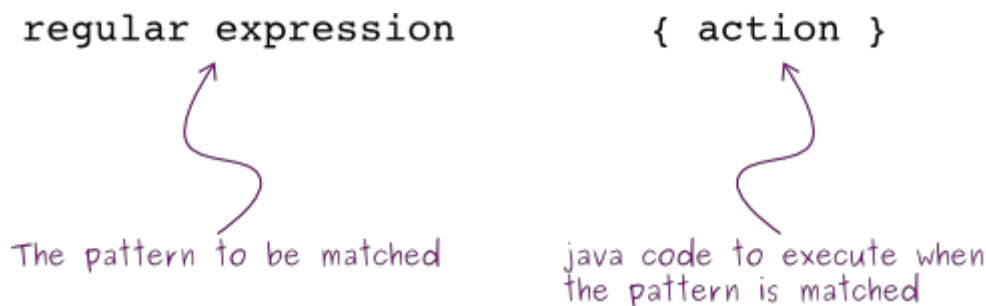 regular expression { action }
The pattern to be matched
java code to execute when
the pattern is matched